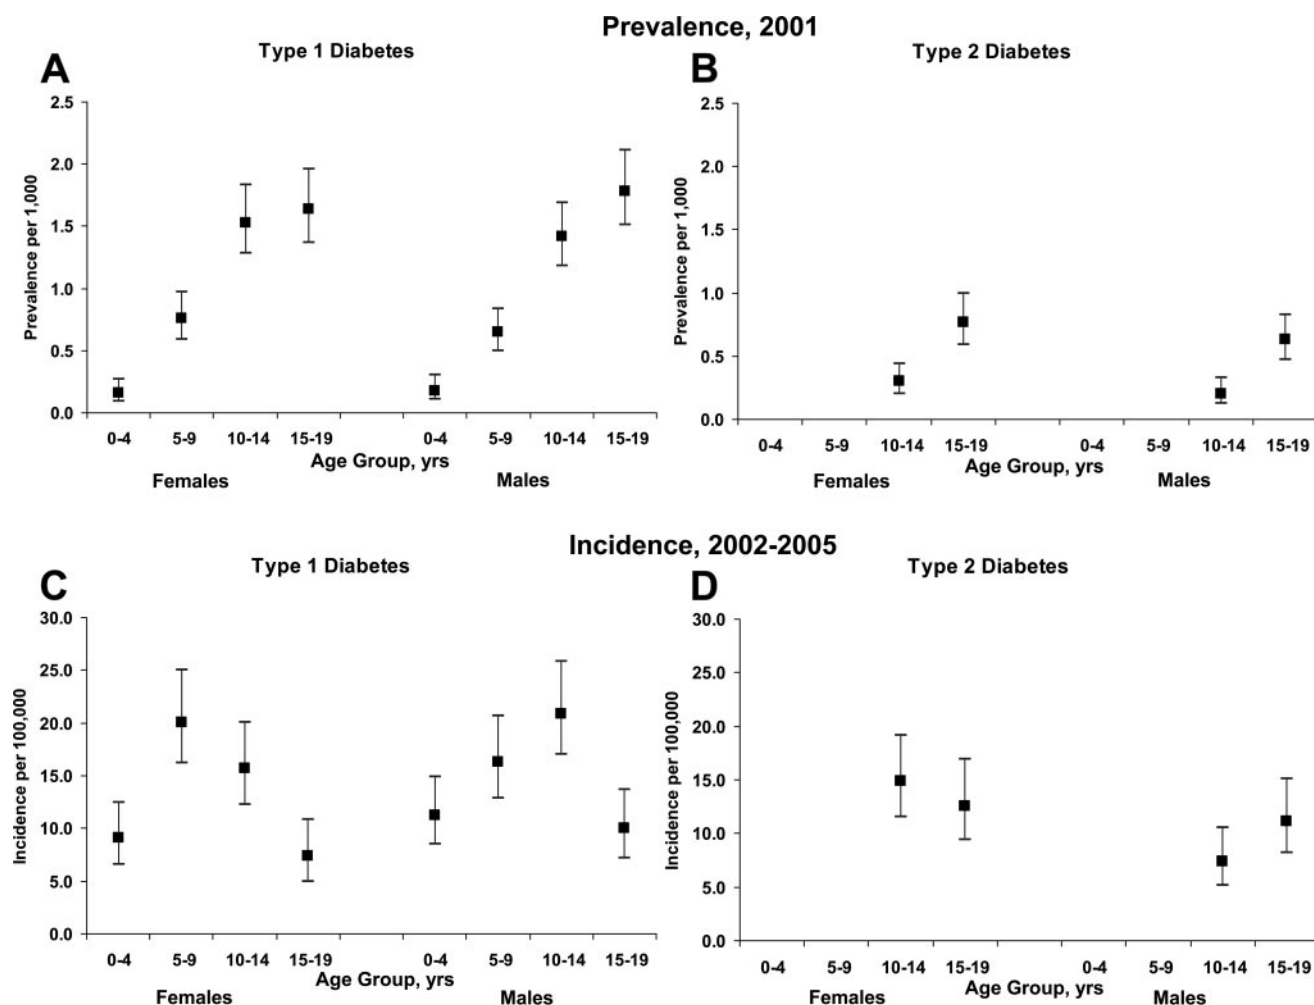 Prevalence, 2001
A
Type 1 Diabetes
Prevalence per 1,000
2.5
2.0
1.5
1.0
0.5
0.0
0-4 5-9 10-14 15-19 0-4 5-9 10-14 15-19
Age Group, yrs
Females Males
B
Type 2 Diabetes
Prevalence per 1,000
2.5
2.0
1.5
1.0
0.5
0.0
0-4 5-9 10-14 15-19 0-4 5-9 10-14 15-19
Age Group, yrs
Females Males
Incidence, 2002-2005
C
Type 1 Diabetes
Incidence per 100,000
30.0
25.0
20.0
15.0
10.0
5.0
0.0
0-4 5-9 10-14 15-19 0-4 5-9 10-14 15-19
Age Group, yrs
Females Males
D
Type 2 Diabetes
Incidence per 100,000
30.0
25.0
20.0
15.0
10.0
5.0
0.0
0-4 5-9 10-14 15-19 0-4 5-9 10-14 15-19
Age Group, yrs
Females Males